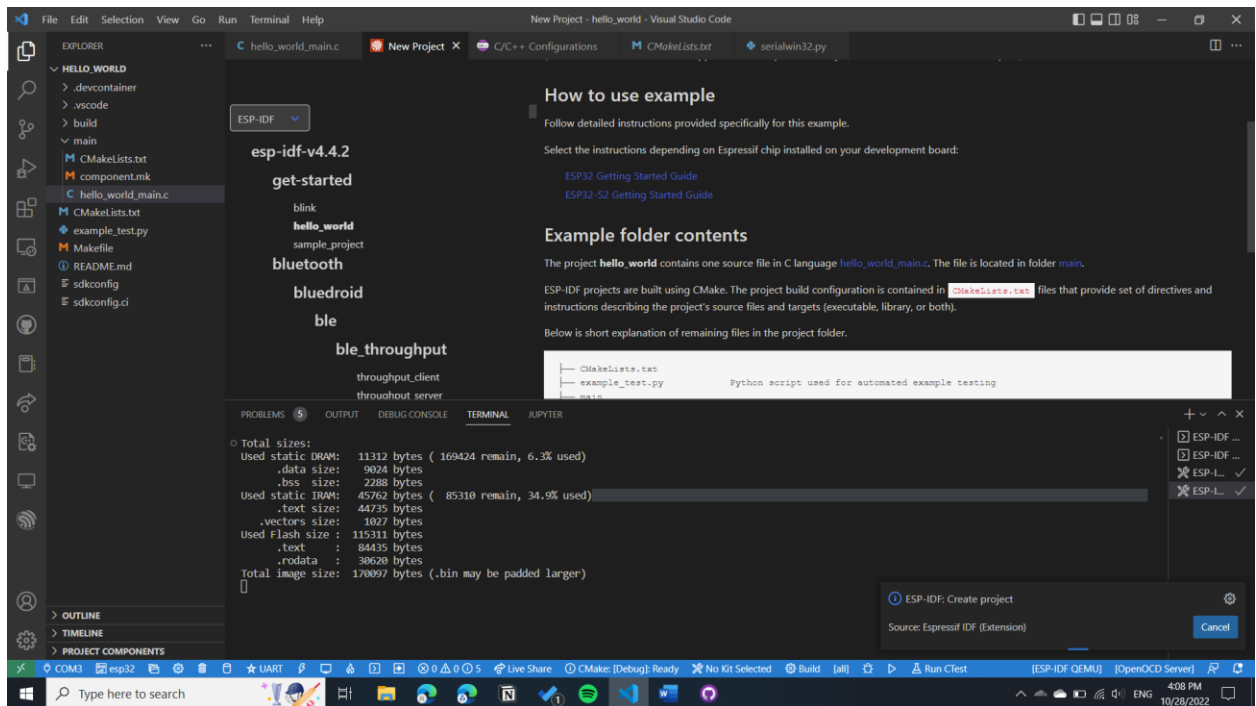 File Edit Selection View Go Run Terminal Help
New Project - hello_world - Visual Studio Code
EXPLORER
HELLO_WORLD
.devcontainer
.vscode
build
main
CMakeLists.txt
component.mk
hello_world_main.c
CMakeLists.txt
example_test.py
Makefile
README.md
sdkconfig
sdkconfig.ci
OUTLINE
TIMELINE
PROJECT COMPONENTS
hello_world_main.c New Project C/C++ Configurations CMakeLists.txt serialwin32.py
ESP-IDF
esp-idf-v4.4.2
get-started
blink
hello_world
sample_project
bluetooth
bluedroid
ble
ble_throughput
throughput_client
throughput_server
How to use example
Follow detailed instructions provided specifically for this example.
Select the instructions depending on Espressif chip installed on your development board:
ESP32 Getting Started Guide
ESP32-S2 Getting Started Guide
Example folder contents
The project hello_world contains one source file in C language hello_world_main.c. The file is located in folder main.
ESP-IDF projects are built using CMake. The project build configuration is contained in CMakeLists.txt files that provide set of directives and
instructions describing the project's source files and targets (executable, library, or both).
Below is short explanation of remaining files in the project folder.
├── CMakeLists.txt
├── example_test.py Python script used for automated example testing
├── main
PROBLEMS 5 OUTPUT DEBUG CONSOLE TERMINAL JUPYTER
Total sizes:
Used static DRAM: 11312 bytes ( 169424 remain, 6.3% used)
.data size: 9024 bytes
.bss size: 2288 bytes
Used static IRAM: 45762 bytes ( 85310 remain, 34.9% used)
.text size: 44735 bytes
.vectors size: 1027 bytes
Used Flash size : 115311 bytes
.text : 84435 bytes
.rodata : 30620 bytes
Total image size: 170097 bytes (.bin may be padded larger)
ESP-IDF ...
ESP-IDF ...
ESP-I...
ESP-I...
ESP-IDF: Create project
Source: Espressif IDF (Extension)
Cancel
COM3 esp32 UART 0 0 5 Live Share CMake: [Debug]: Ready No Kit Selected Build [all] Run CTest [ESP-IDF QEMU] [OpenOCD Server]
Type here to search
ENG
4:08 PM
10/28/2022